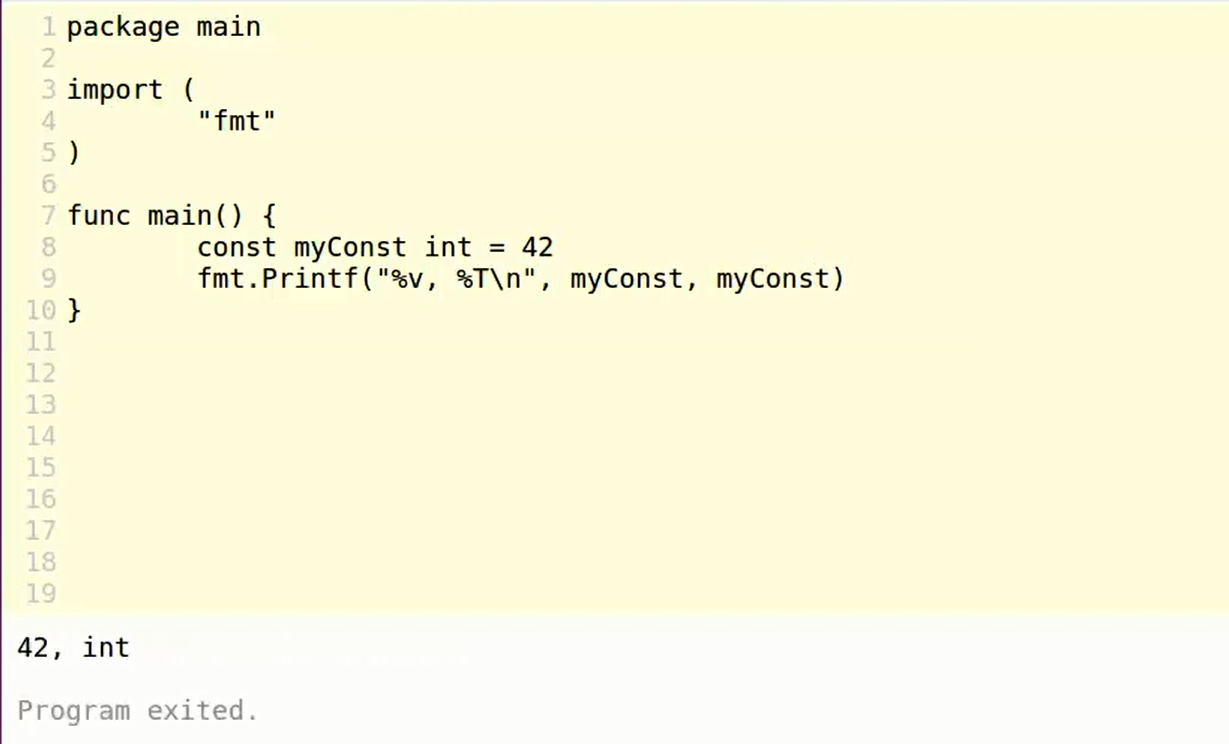 1 package main
2
3 import (
4 "fmt"
5 )
6
7 func main() {
8 const myConst int = 42
9 fmt.Printf("%v, %T\n", myConst, myConst)
10 }
11
12
13
14
15
16
17
18
19
42, int
Program exited.